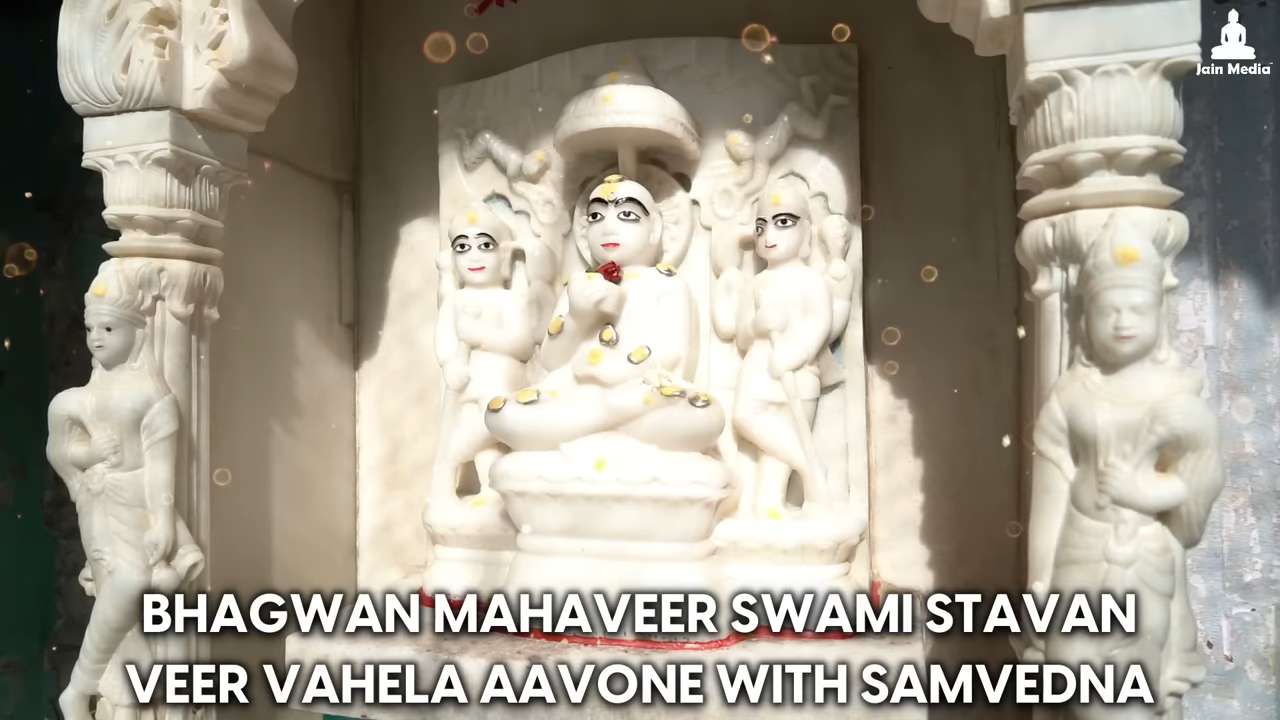 Jain Media
BHAGWAN MAHAVEER SWAMI STAVAN
VEER VAHELA AAVONE WITH SAMVEDNA